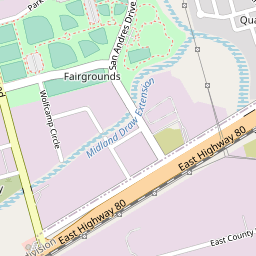 Park
San Andres Drive
Qua
Fairgrounds
Wolfcamp Circle
Midland Draw Extension
East Highway 80
East Highway 80
division
East County